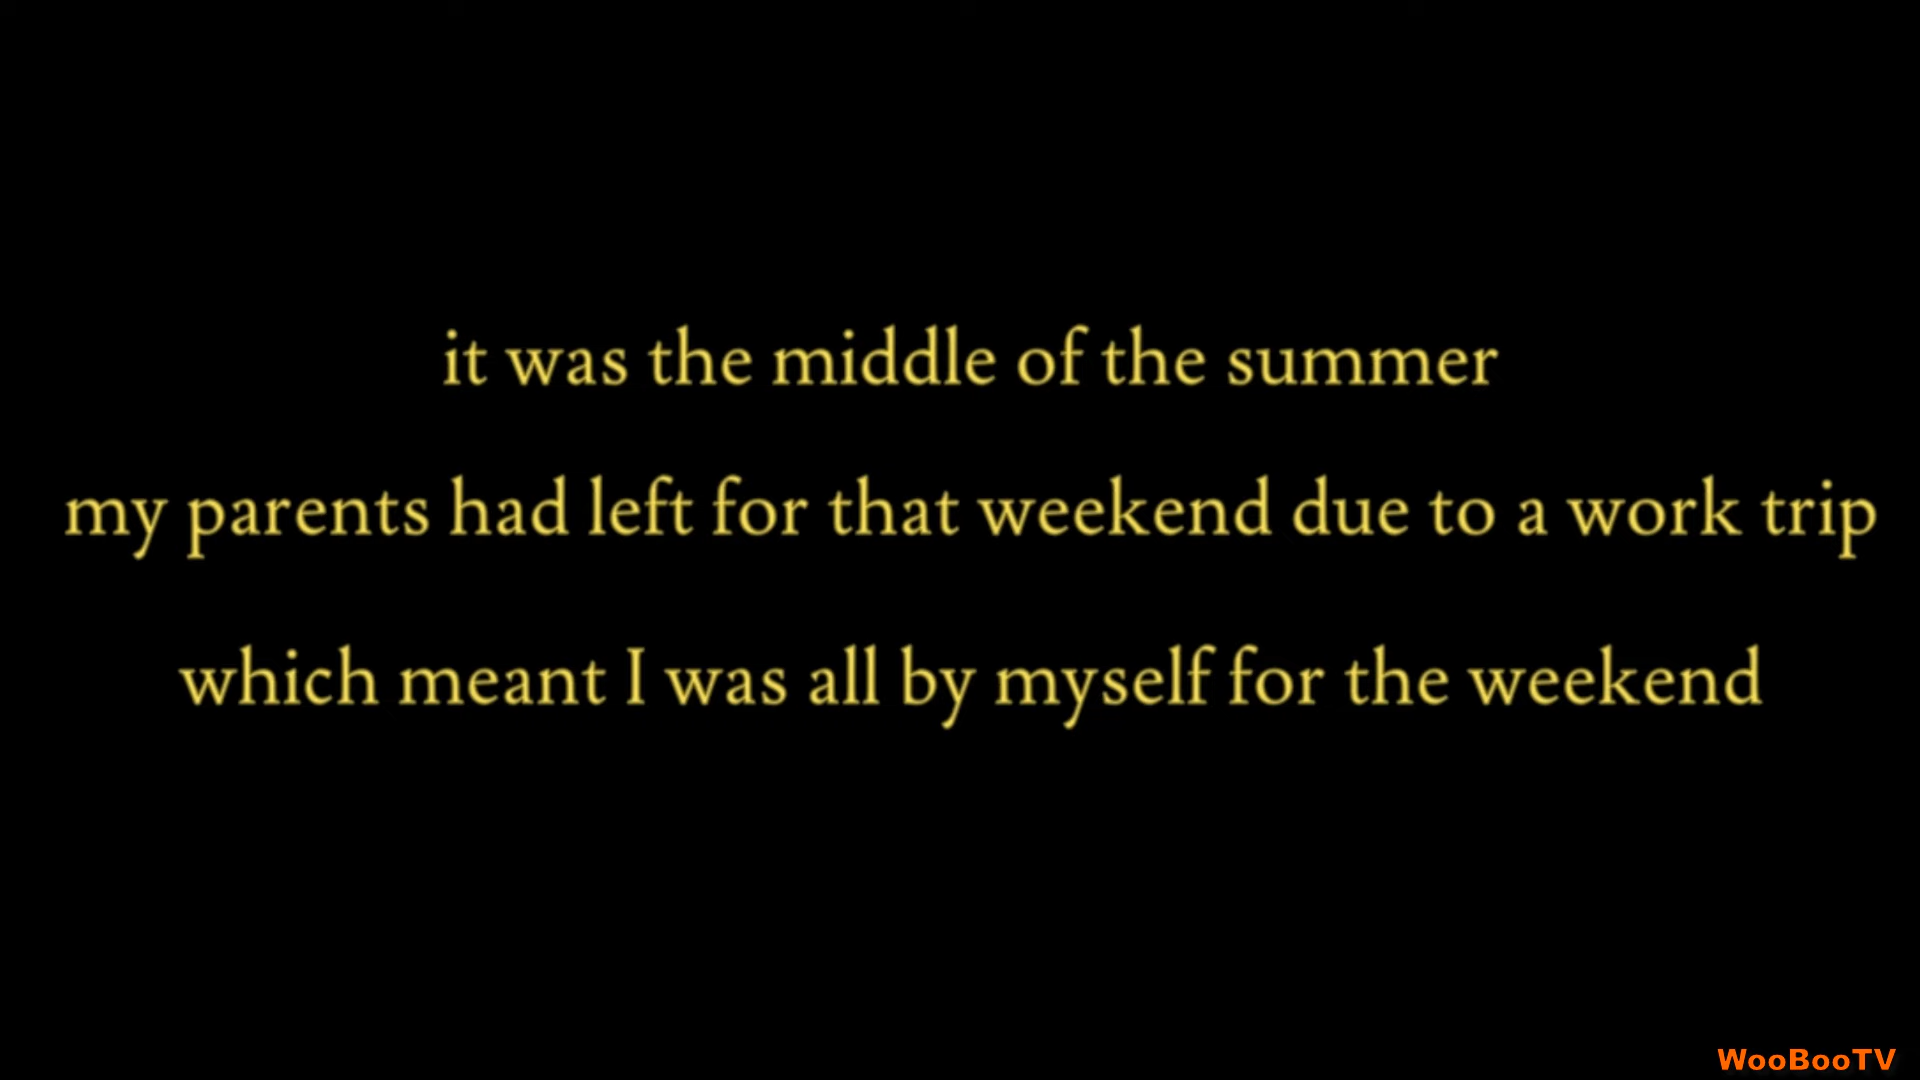 it was the middle of the summer
my parents had left for that weekend due to a work trip
which meant I was all by myself for the weekend
WooBooTV